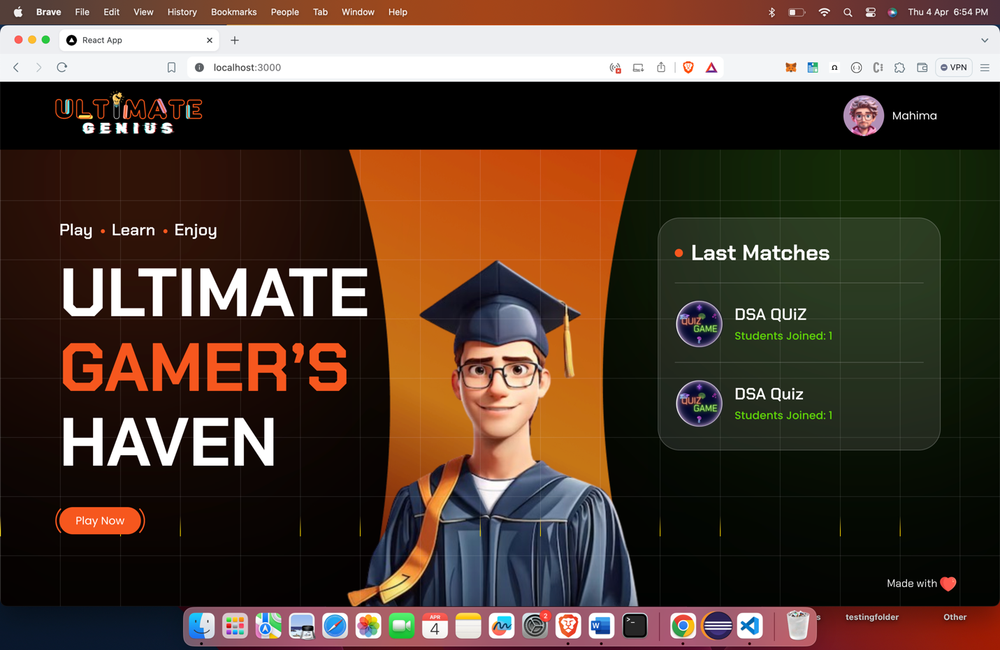 Brave File Edit View History Bookmarks People Tab Window Help Thu 4 Apr 6:54 PM
React App
localhost:3000 VPN
ULTIMATE
GENIUS
Mahima
Play • Learn • Enjoy
ULTIMATE
GAMER'S
HAVEN
Play Now
Last Matches
QUIZ GAME ?
DSA QUiZ
Students Joined: 1
QUIZ GAME ?
DSA Quiz
Students Joined: 1
Made with
s testingfolder Other
APR
4
2
W
>_